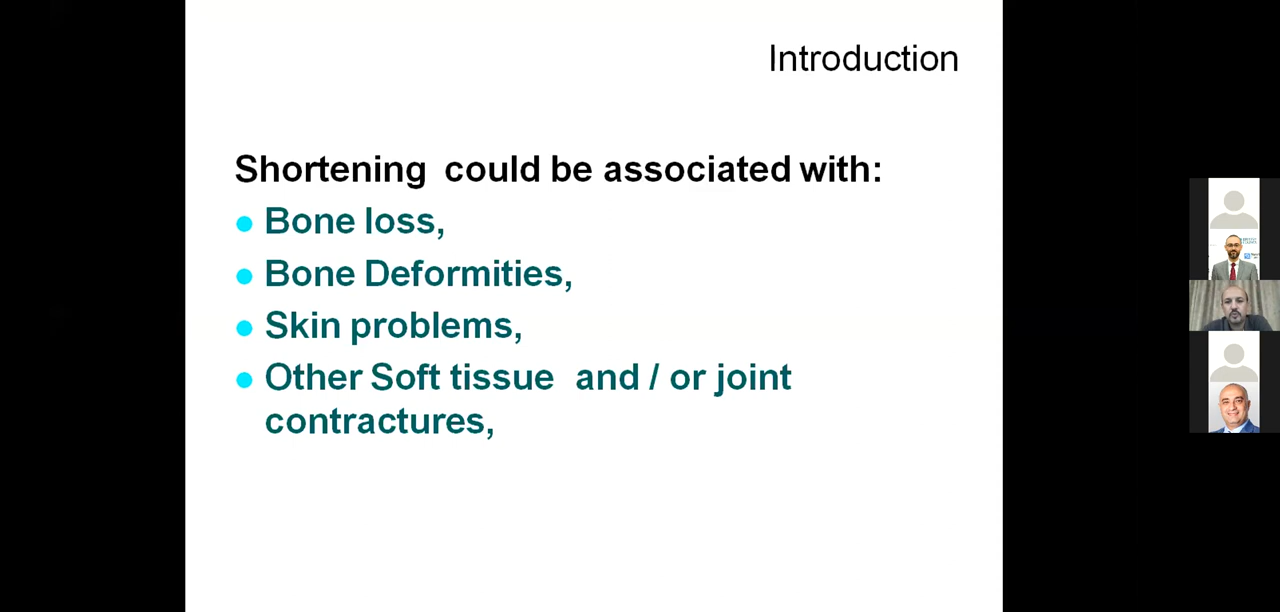 Introduction
Shortening could be associated with:
Bone loss,
Bone Deformities,
Skin problems,
Other Soft tissue and / or joint
contractures,